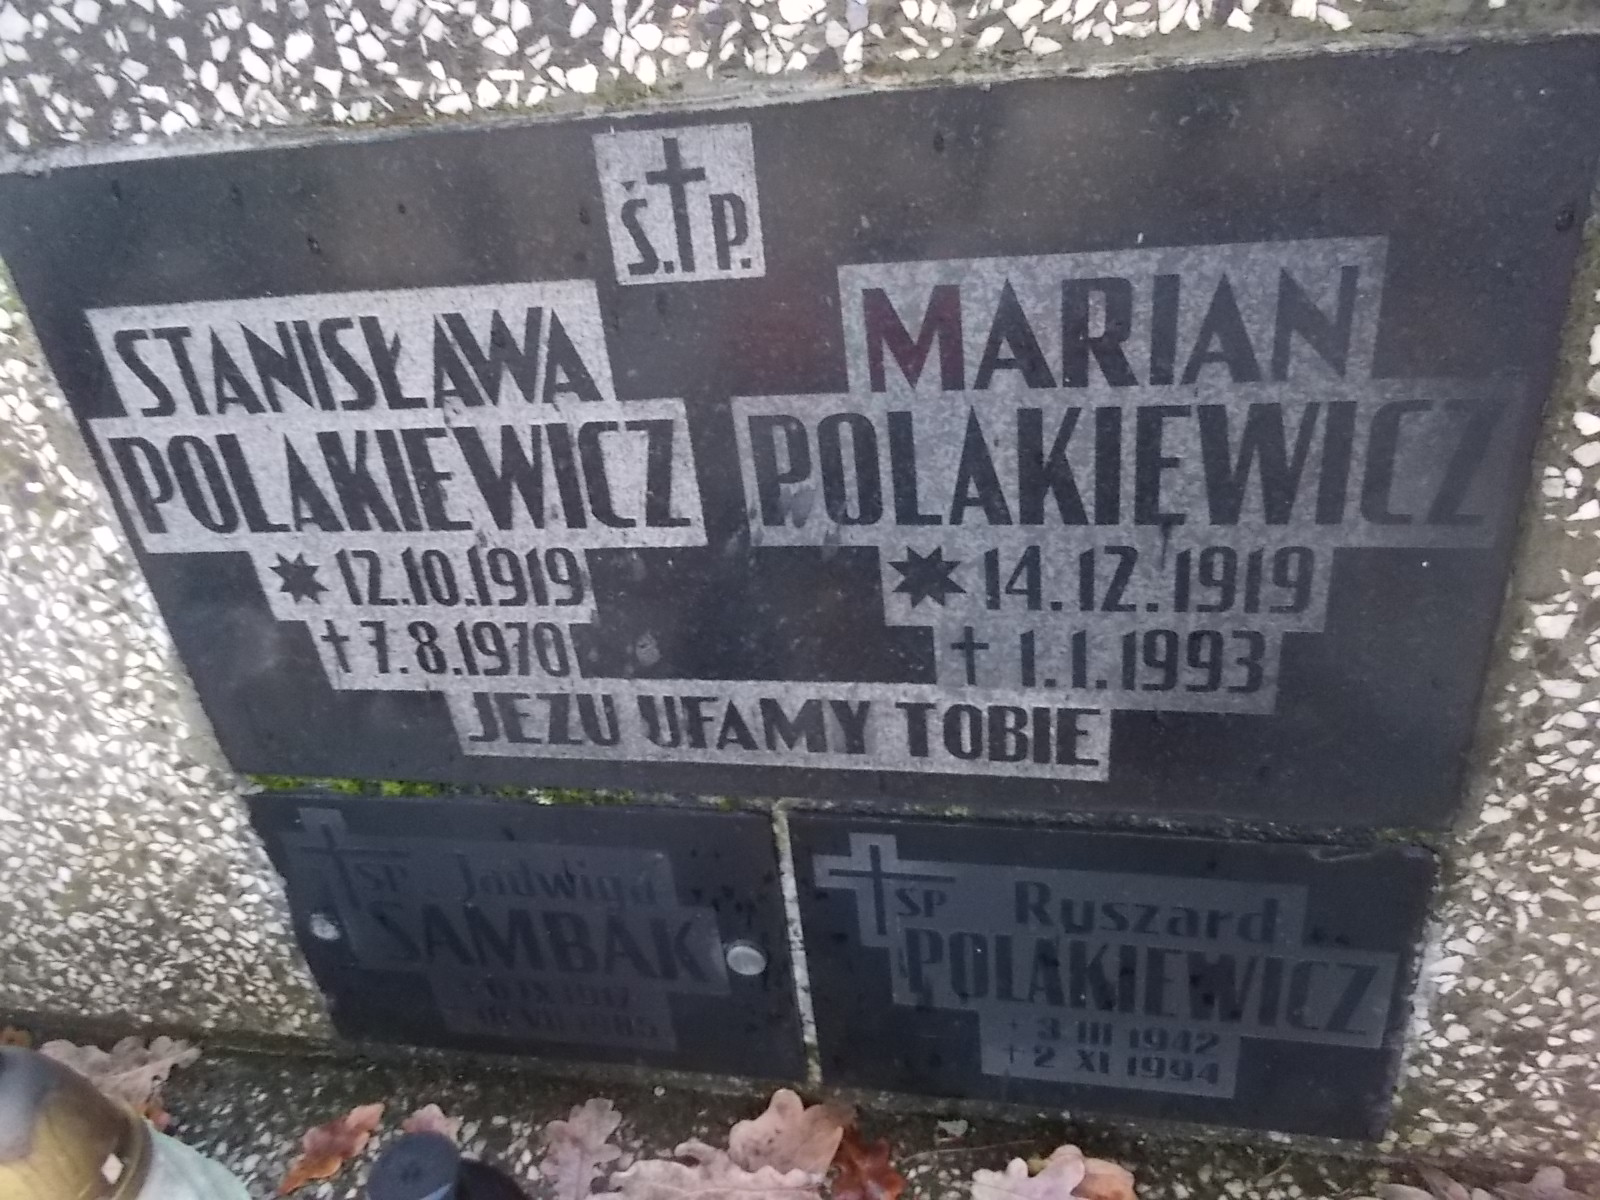 Ś.P.
STANISŁAWA
POLAKIEWICZ
12.10.1919
7.8.1970
MARIAN
POLAKIEWICZ
14.12.1919
1.1.1993
JEZU UFAMY TOBIE
SP Jadwiga
SAMBAK
SP Ryszard
POLAKIEWICZ
3 III 1942
2 XI 1994